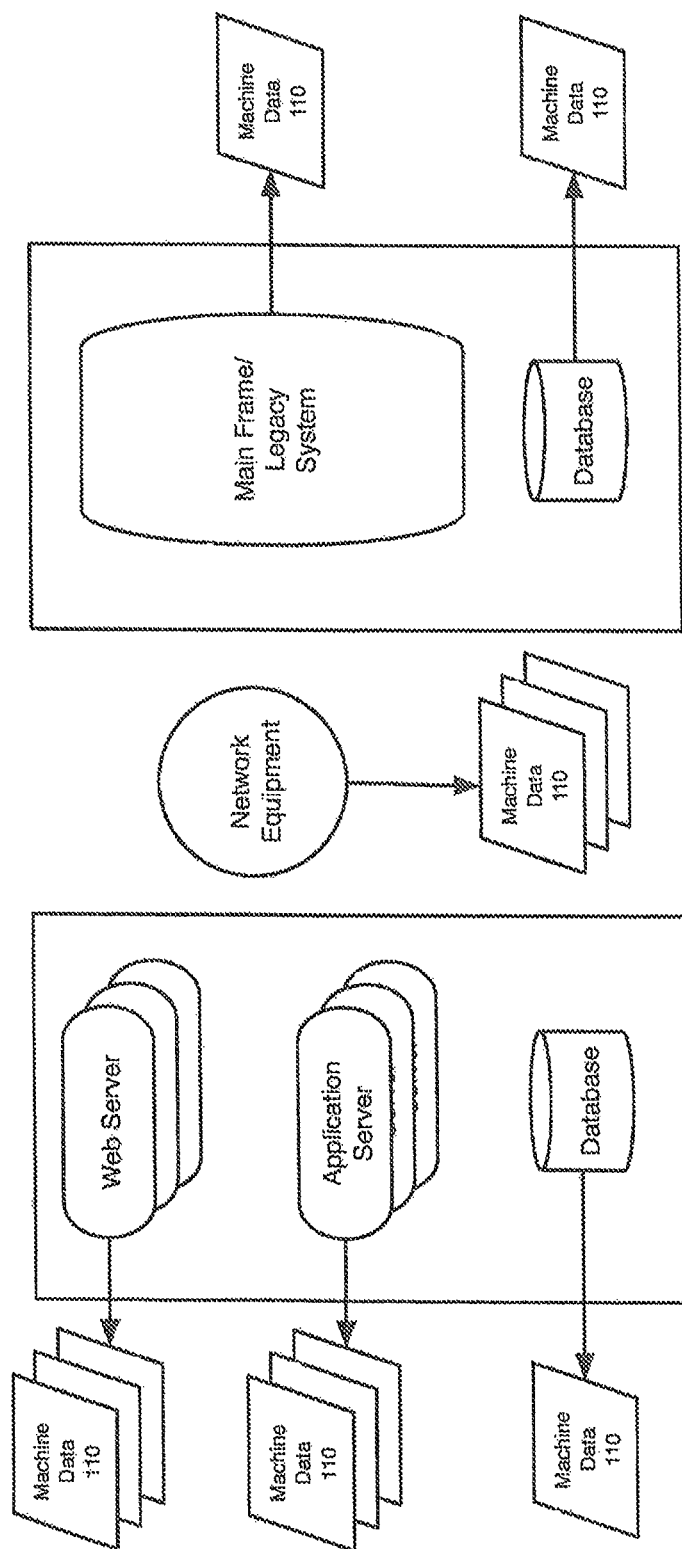 Machine
Data
110
Web Server
Machine
Data
110
Application
Server
Machine
Data
110
Database
Network
Equipment
Machine
Data
110
Main Frame/
Legacy
System
Machine
Data
110
Database
Machine
Data
110